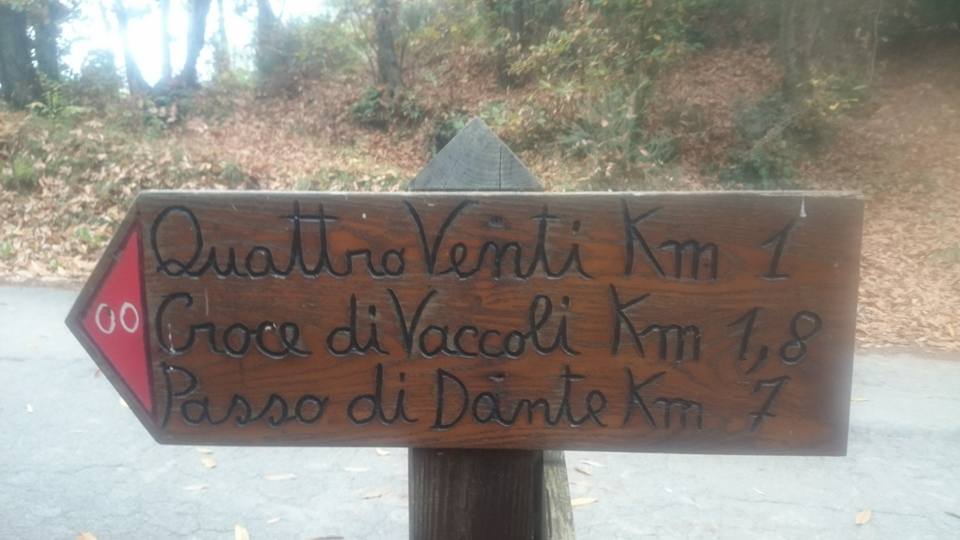 Quattro Venti Km 1
00
Croce di Vaccoli Km 1,8
Passo di Dante Km 7